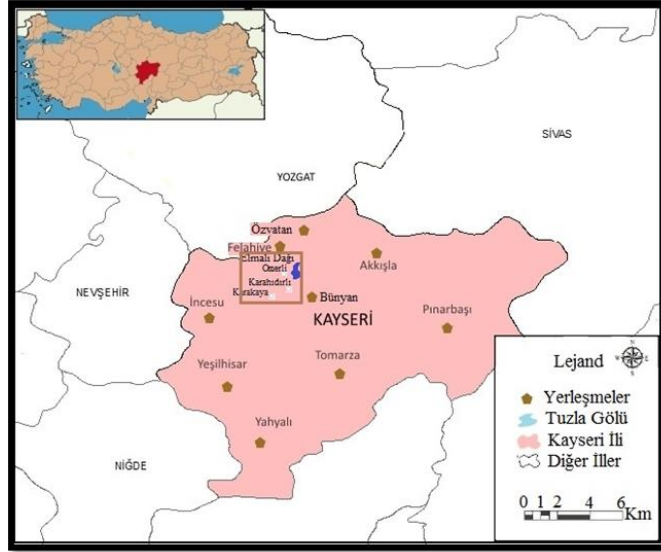 SİVAS
YOZGAT
Özvatan
Felahiye
Elmalı Dağı
Akkışla
Ömerli
Karahıdırlı
NEVŞEHİR
Karakaya
Bünyan
İncesu
Pınarbaşı
KAYSERİ
Yeşilhisar
Tomarza
Yahyalı
NİĞDE
Lejand
Yerleşmeler
Tuzla Gölü
Kayseri İli
Diğer İller
0 1 2 4 6
Km